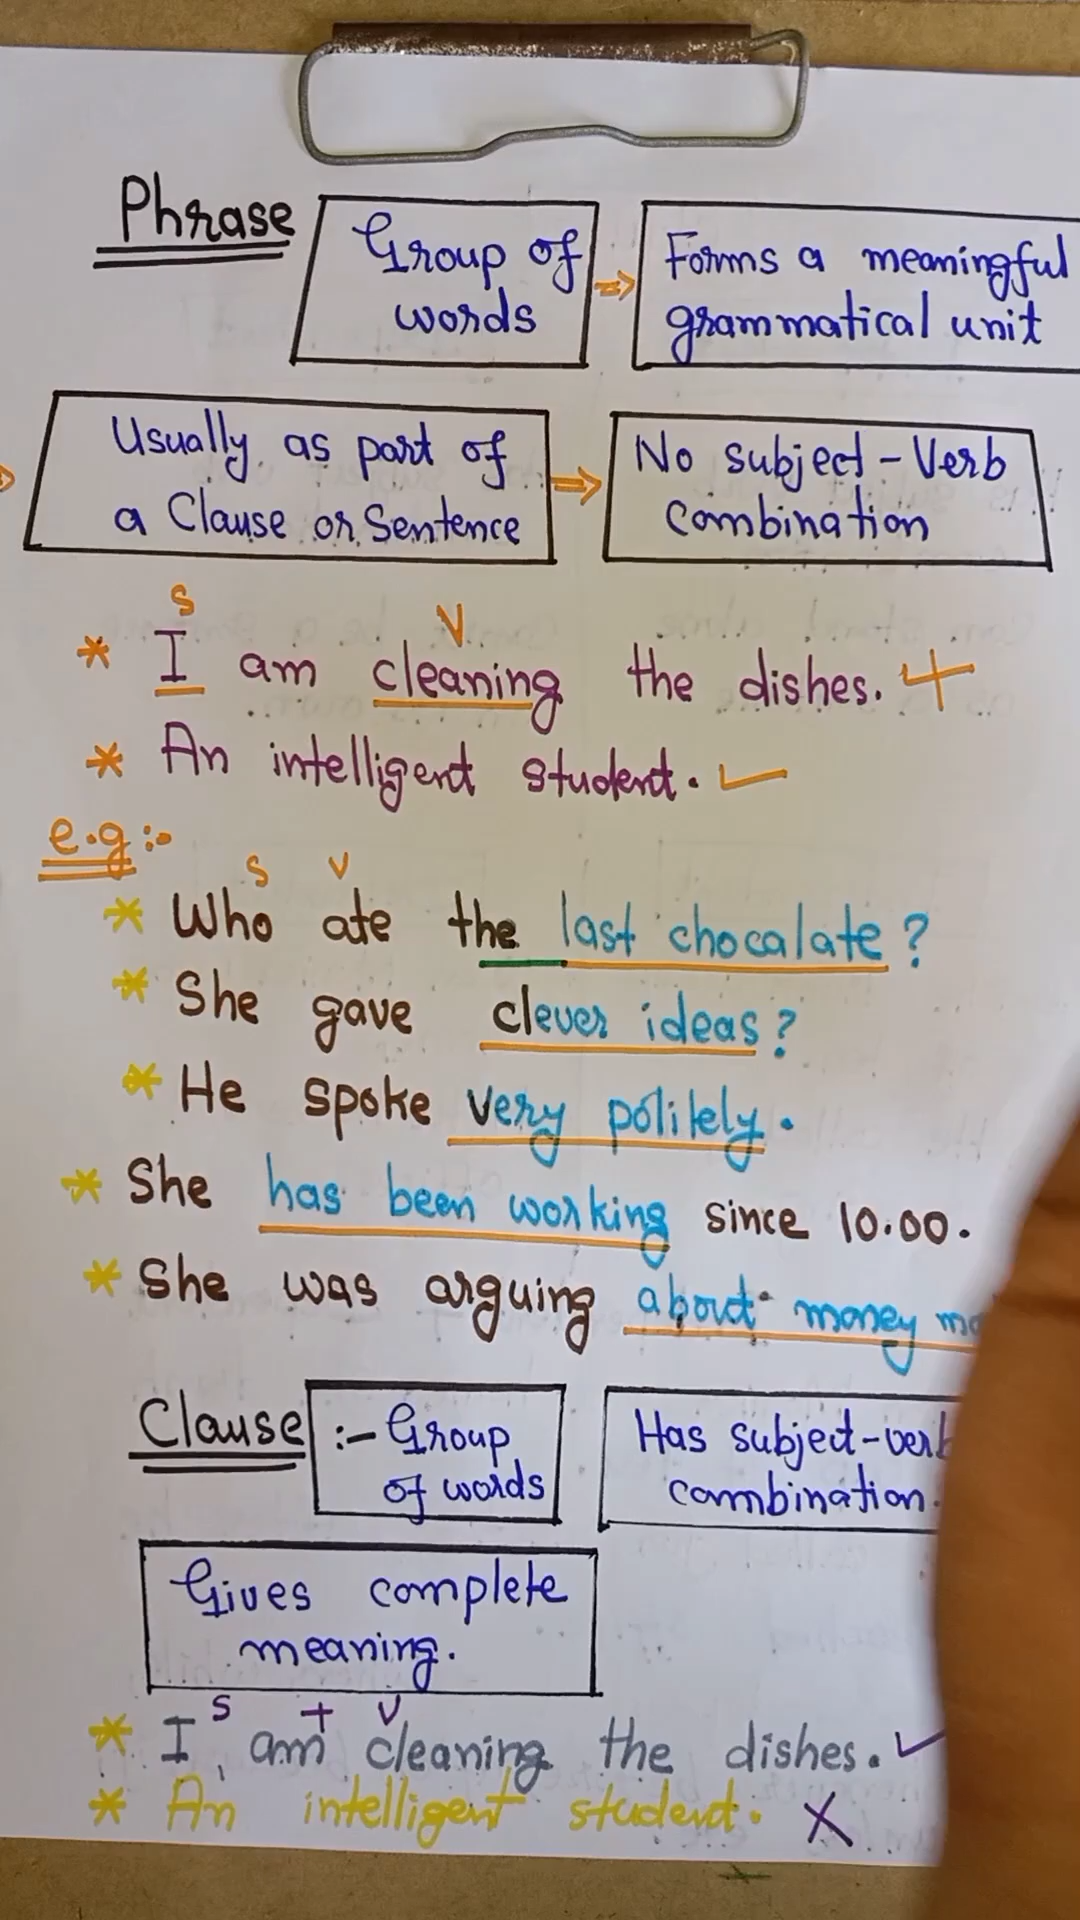 Phrase
Group of
words
Forms a meaningful
grammatical unit
Usually as part of
a Clause or Sentence
No subject - Verb
Combination
S V
* I am cleaning the dishes.
* An intelligent student. ✓
e.g:-
S V
* Who ate the last chocalate?
* She gave clever ideas?
* He spoke very politely.
* She has been working since 10.00.
* She was arguing about money
Clause
:- Group
of words
Has subject-verb
combination.
Gives complete
meaning.
S + V
* I am cleaning the dishes. ✓
* An intelligent student. X